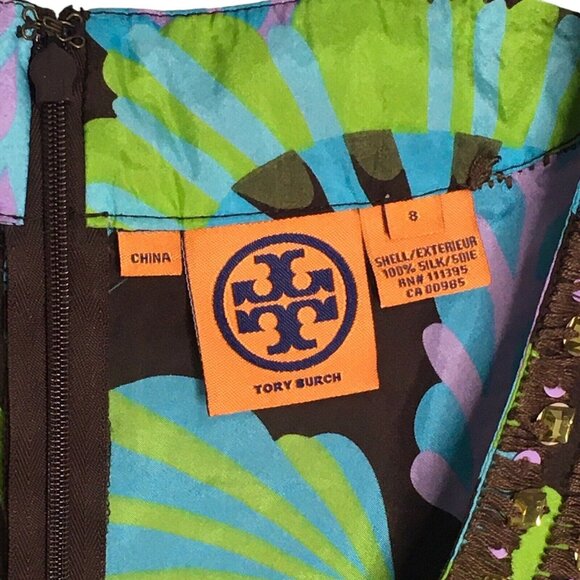 CHINA
TORY BURCH
8
SHELL/EXTERIEUR
100% SILK/SOIE
RN# 111395
CA 00985